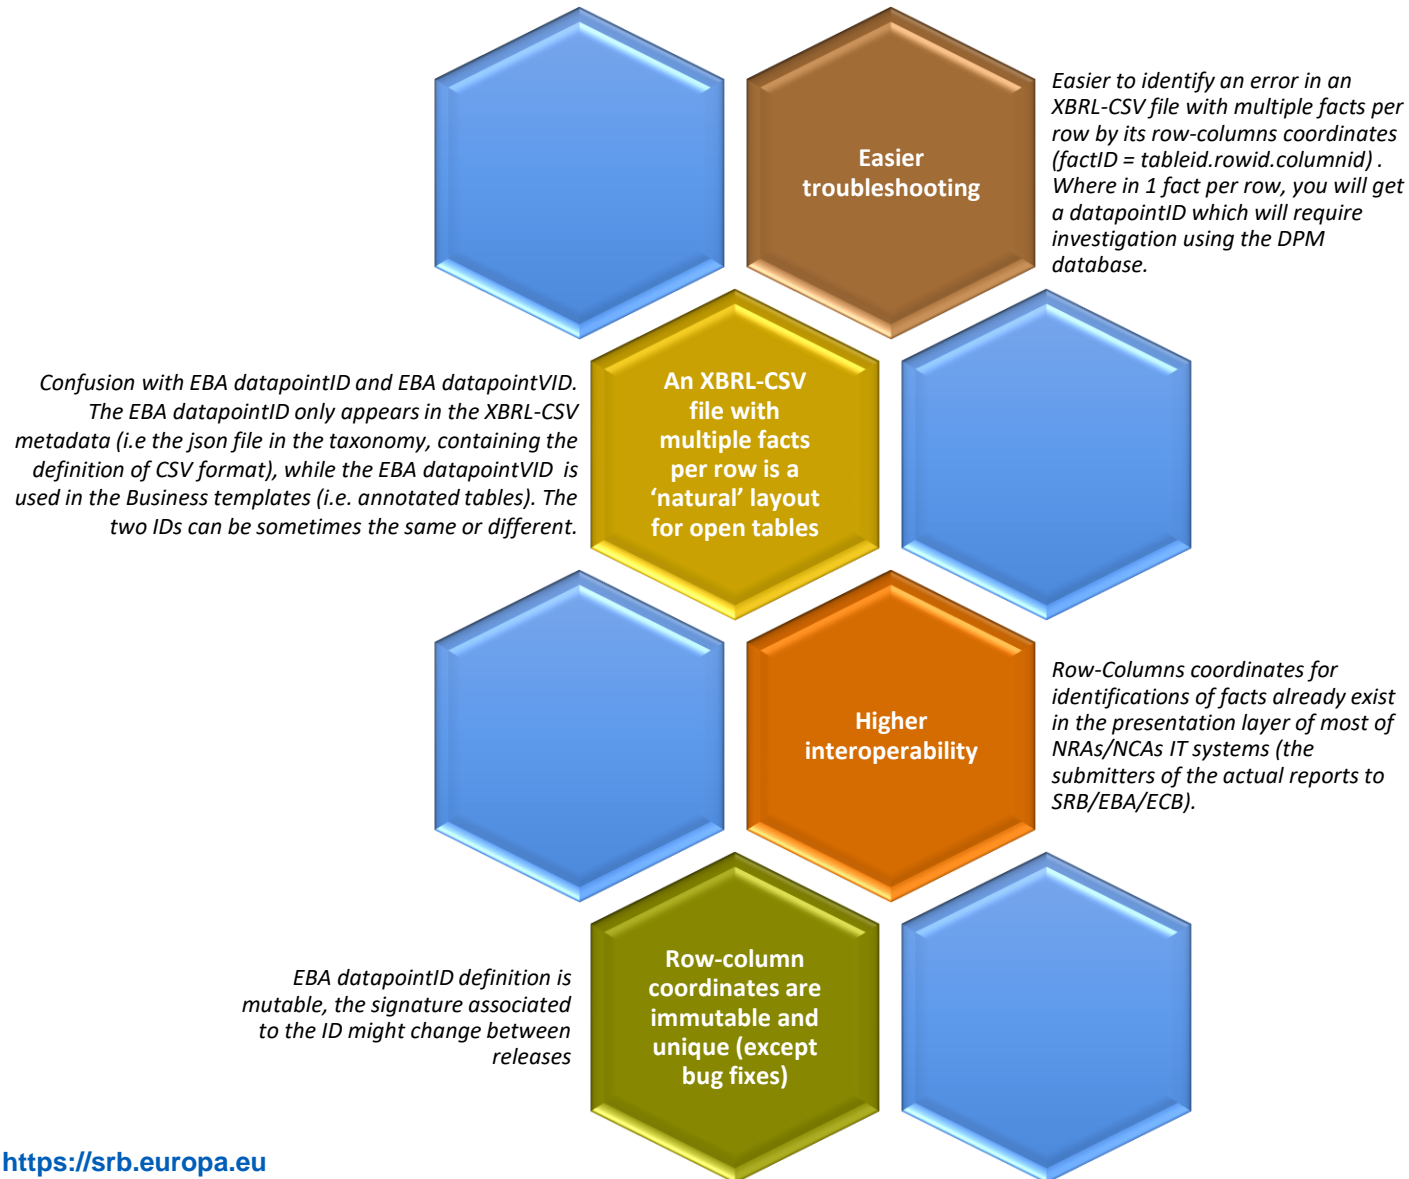 Easier
troubleshooting
Easier to identify an error in an
XBRL-CSV file with multiple facts per
row by its row-columns coordinates
(factID = tableid.rowid.columnid) .
Where in 1 fact per row, you will get
a datapointID which will require
investigation using the DPM
database.
Confusion with EBA datapointID and EBA datapointVID.
The EBA datapointID only appears in the XBRL-CSV
metadata (i.e the json file in the taxonomy, containing the
definition of CSV format), while the EBA datapointVID is
used in the Business templates (i.e. annotated tables). The
two IDs can be sometimes the same or different.
An XBRL-CSV
file with
multiple facts
per row is a
‘natural’ layout
for open tables
Higher
interoperability
Row-Columns coordinates for
identifications of facts already exist
in the presentation layer of most of
NRAs/NCAs IT systems (the
submitters of the actual reports to
SRB/EBA/ECB).
EBA datapointID definition is
mutable, the signature associated
to the ID might change between
releases
Row-column
coordinates are
immutable and
unique (except
bug fixes)
https://srb.europa.eu